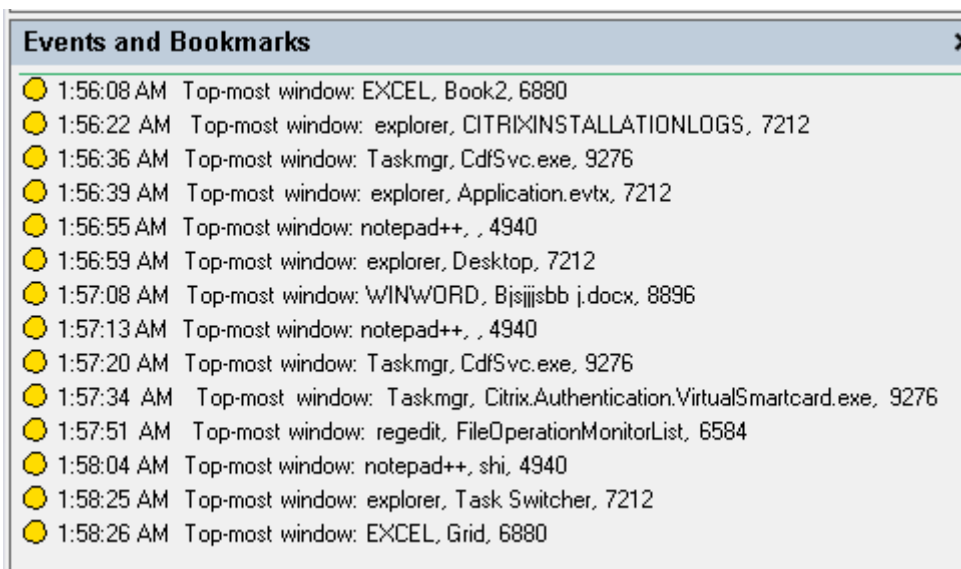 Events and Bookmarks
1:56:08 AM Top-most window: EXCEL, Book2, 6880
1:56:22 AM Top-most window: explorer, CITRIXINSTALLATIONLOGS, 7212
1:56:36 AM Top-most window: Taskmgr, CdfSvc.exe, 9276
1:56:39 AM Top-most window: explorer, Application.evtx, 7212
1:56:55 AM Top-most window: notepad++, , 4940
1:56:59 AM Top-most window: explorer, Desktop, 7212
1:57:08 AM Top-most window: WINWORD, Bjsjjjsbb j.docx, 8896
1:57:13 AM Top-most window: notepad++, , 4940
1:57:20 AM Top-most window: Taskmgr, CdfSvc.exe, 9276
1:57:34 AM Top-most window: Taskmgr, Citrix.Authentication.VirtualSmartcard.exe, 9276
1:57:51 AM Top-most window: regedit, FileOperationMonitorList, 6584
1:58:04 AM Top-most window: notepad++, shi, 4940
1:58:25 AM Top-most window: explorer, Task Switcher, 7212
1:58:26 AM Top-most window: EXCEL, Grid, 6880